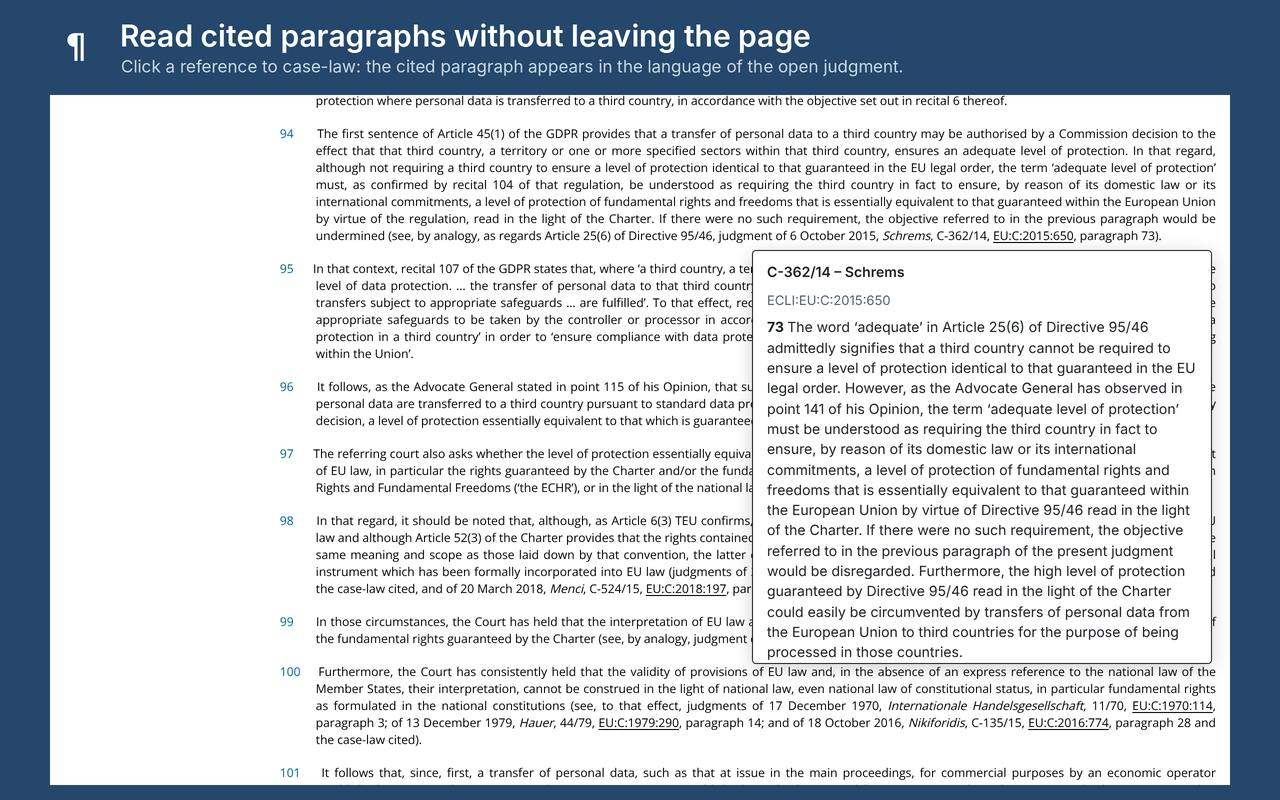 ¶
Read cited paragraphs without leaving the page
Click a reference to case-law: the cited paragraph appears in the language of the open judgment.
protection where personal data is transferred to a third country, in accordance with the objective set out in recital 6 thereof.
94 The first sentence of Article 45(1) of the GDPR provides that a transfer of personal data to a third country may be authorised by a Commission decision to the
effect that that third country, a territory or one or more specified sectors within that third country, ensures an adequate level of protection. In that regard,
although not requiring a third country to ensure a level of protection identical to that guaranteed in the EU legal order, the term ‘adequate level of protection’
must, as confirmed by recital 104 of that regulation, be understood as requiring the third country in fact to ensure, by reason of its domestic law or its
international commitments, a level of protection of fundamental rights and freedoms that is essentially equivalent to that guaranteed within the European Union
by virtue of the regulation, read in the light of the Charter. If there were no such requirement, the objective referred to in the previous paragraph would be
undermined (see, by analogy, as regards Article 25(6) of Directive 95/46, judgment of 6 October 2015, Schrems, C-362/14, EU:C:2015:650, paragraph 73).
95 In that context, recital 107 of the GDPR states that, where ‘a third country, a
level of data protection. … the transfer of personal data to that third country
transfers subject to appropriate safeguards … are fulfilled’. To that effect,
appropriate safeguards to be taken by the controller or processor in
protection in a third country’ in order to ‘ensure compliance with data
within the Union’.
96 It follows, as the Advocate General stated in point 115 of his Opinion, that
personal data are transferred to a third country pursuant to standard data
decision, a level of protection essentially equivalent to that which is
97 The referring court also asks whether the level of protection essentially
of EU law, in particular the rights guaranteed by the Charter and/or the
Rights and Fundamental Freedoms (‘the ECHR’), or in the light of the national
98 In that regard, it should be noted that, although, as Article 6(3) TEU confirms,
law and although Article 52(3) of the Charter provides that the rights
same meaning and scope as those laid down by that convention, the latter
instrument which has been formally incorporated into EU law (judgments of
the case-law cited, and of 20 March 2018, Menci, C-524/15, EU:C:2018:197,
99 In those circumstances, the Court has held that the interpretation of EU law
the fundamental rights guaranteed by the Charter (see, by analogy, judgment
C-362/14 – Schrems
ECLI:EU:C:2015:650
73 The word ‘adequate’ in Article 25(6) of Directive 95/46
admittedly signifies that a third country cannot be required to
ensure a level of protection identical to that guaranteed in the EU
legal order. However, as the Advocate General has observed in
point 141 of his Opinion, the term ‘adequate level of protection’
must be understood as requiring the third country in fact to
ensure, by reason of its domestic law or its international
commitments, a level of protection of fundamental rights and
freedoms that is essentially equivalent to that guaranteed within
the European Union by virtue of Directive 95/46 read in the light
of the Charter. If there were no such requirement, the objective
referred to in the previous paragraph of the present judgment
would be disregarded. Furthermore, the high level of protection
guaranteed by Directive 95/46 read in the light of the Charter
could easily be circumvented by transfers of personal data from
the European Union to third countries for the purpose of being
processed in those countries.
100 Furthermore, the Court has consistently held that the validity of provisions of EU law and, in the absence of an express reference to the national law of the
Member States, their interpretation, cannot be construed in the light of national law, even national law of constitutional status, in particular fundamental rights
as formulated in the national constitutions (see, to that effect, judgments of 17 December 1970, Internationale Handelsgesellschaft, 11/70, EU:C:1970:114,
paragraph 3; of 13 December 1979, Hauer, 44/79, EU:C:1979:290, paragraph 14; and of 18 October 2016, Nikiforidis, C-135/15, EU:C:2016:774, paragraph 28 and
the case-law cited).
101 It follows that, since, first, a transfer of personal data, such as that at issue in the main proceedings, for commercial purposes by an economic operator